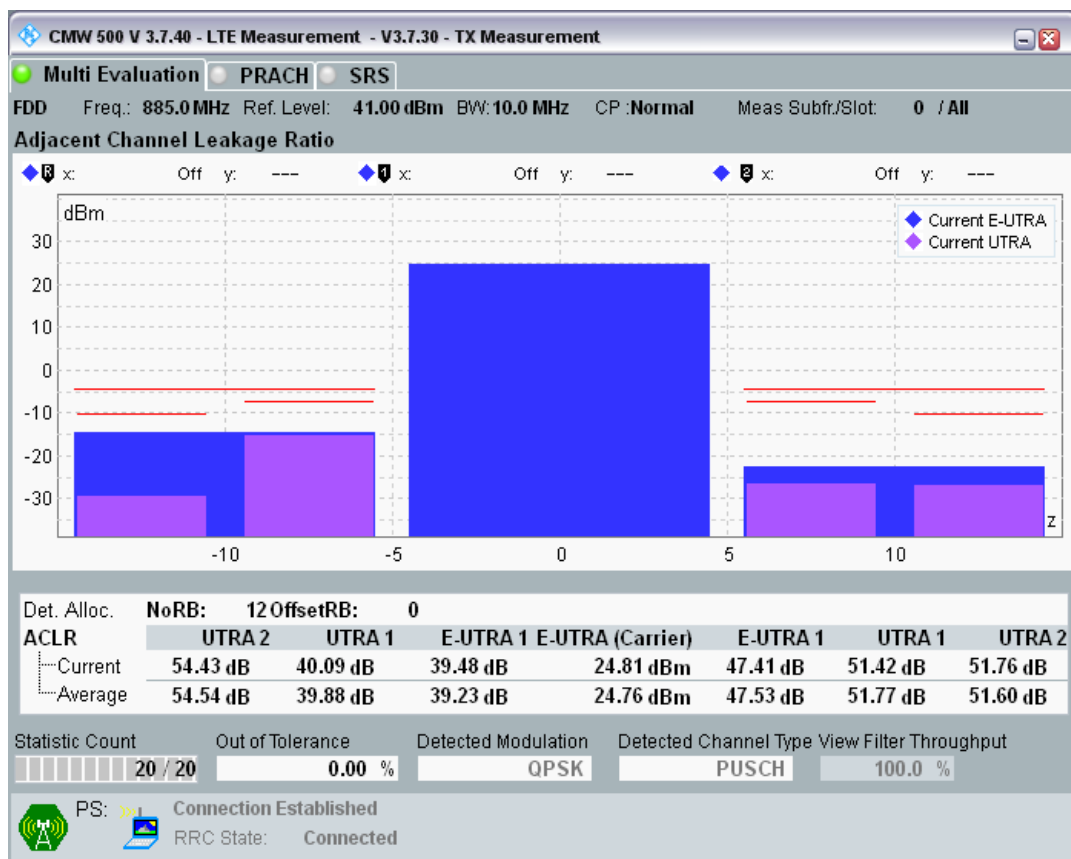 CMW 500 V 3.7.40 - LTE Measurement - V3.7.30 - TX Measurement
Multi Evaluation PRACH SRS
FDD Freq.: 885.0 MHz Ref. Level: 41.00 dBm BW: 10.0 MHz CP :Normal Meas Subfr./Slot: 0 / All
Adjacent Channel Leakage Ratio
R x: Off y: --- 1 x: Off y: --- 2 x: Off y: ---
dBm
Current E-UTRA
Current UTRA
30
20
10
0
-10
-20
-30
z
-10 -5 0 5 10
Det. Alloc. NoRB: 12 OffsetRB: 0
ACLR UTRA 2 UTRA 1 E-UTRA 1 E-UTRA (Carrier) E-UTRA 1 UTRA 1 UTRA 2
Current 54.43 dB 40.09 dB 39.48 dB 24.81 dBm 47.41 dB 51.42 dB 51.76 dB
Average 54.54 dB 39.88 dB 39.23 dB 24.76 dBm 47.53 dB 51.77 dB 51.60 dB
Statistic Count Out of Tolerance Detected Modulation Detected Channel Type View Filter Throughput
20 / 20 0.00 % QPSK PUSCH 100.0 %
PS: Connection Established
RRC State: Connected